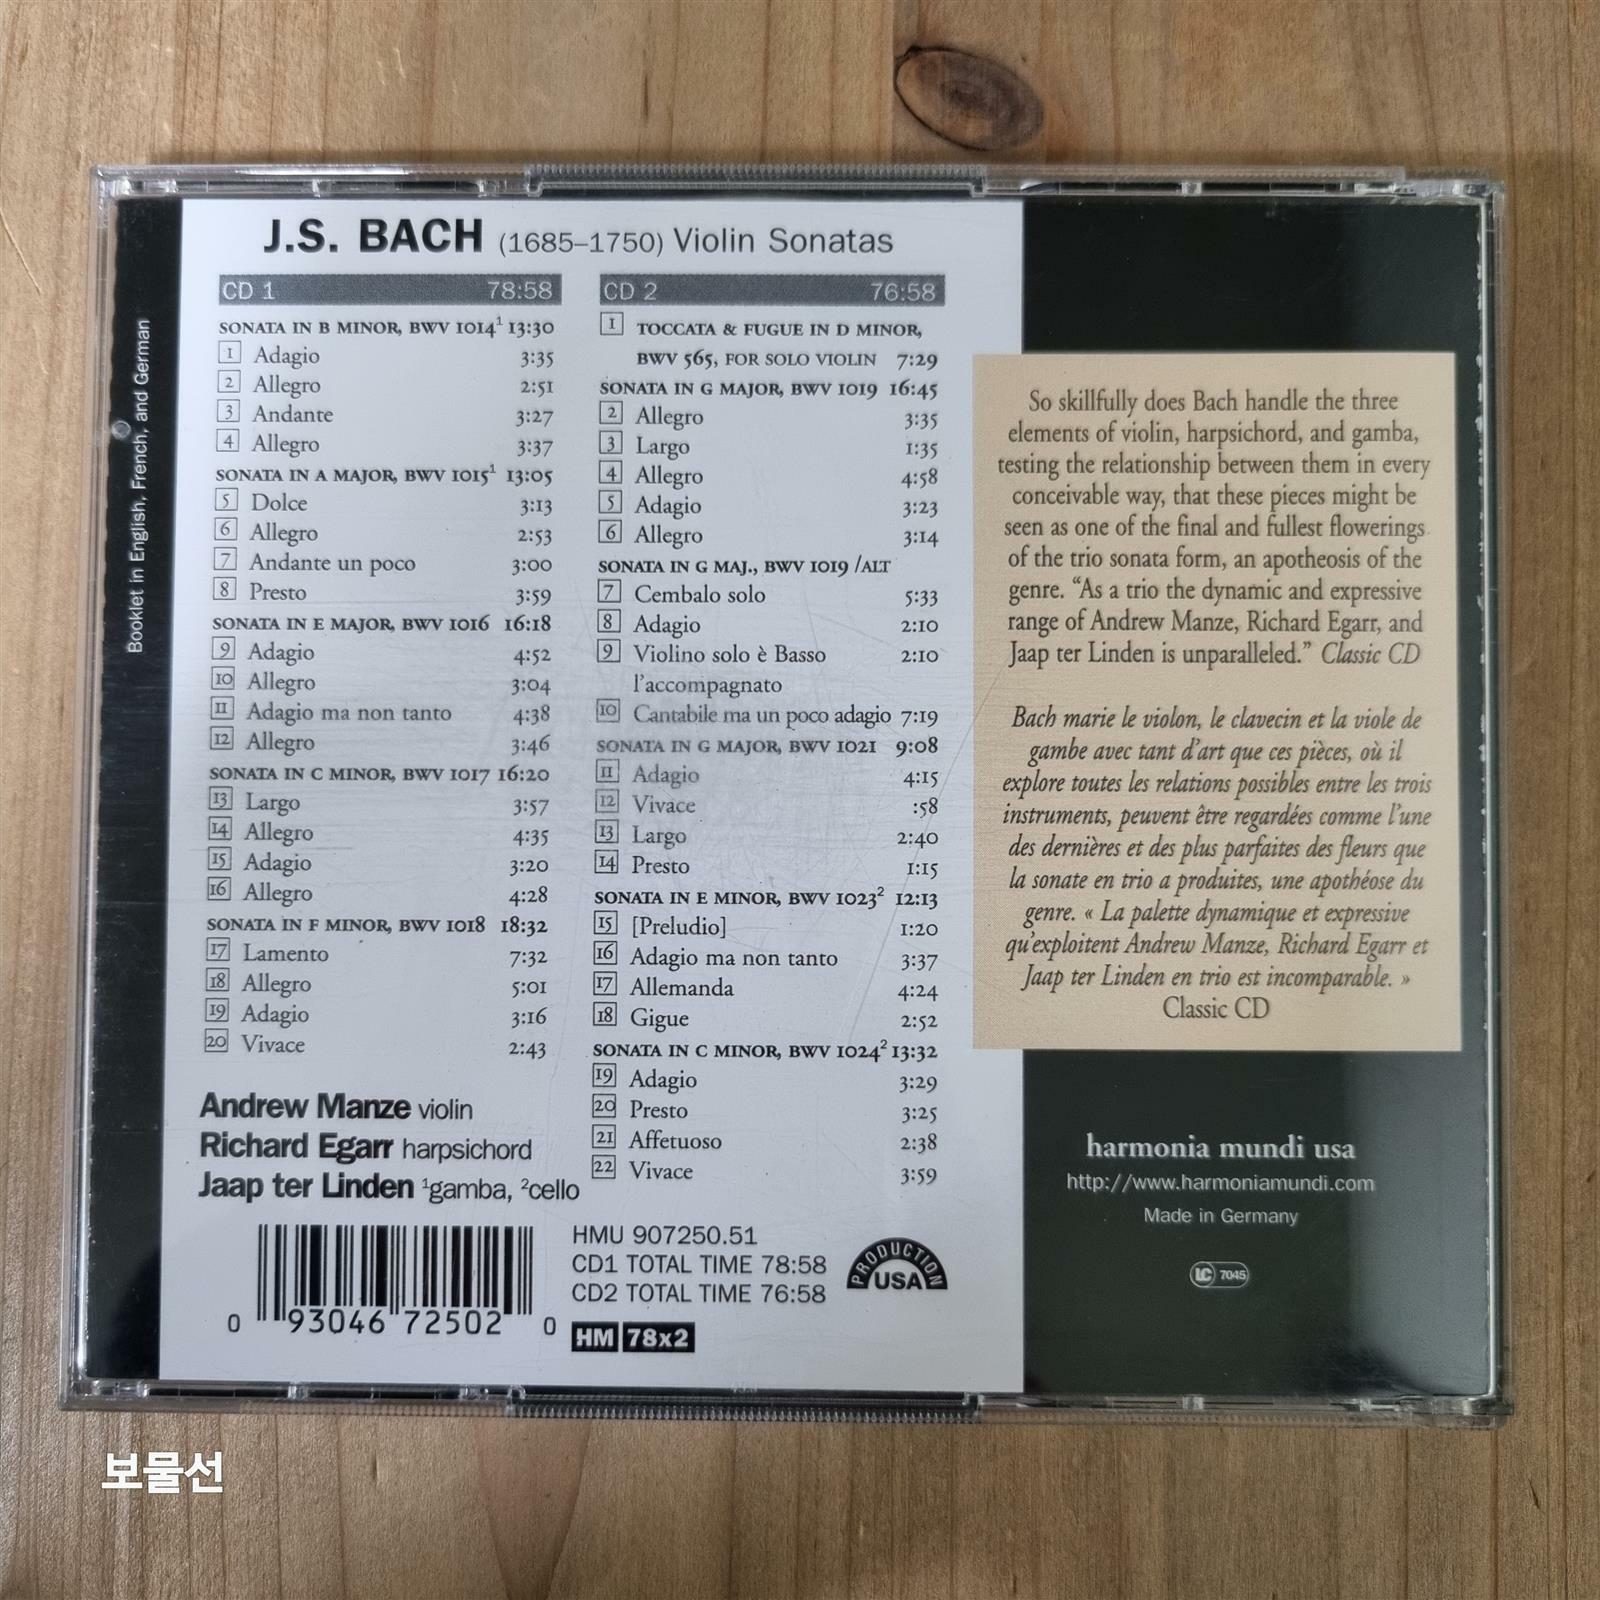 J.S. BACH (1685–1750) Violin Sonatas
CD 1 78:58
SONATA IN B MINOR, BWV 1014¹ 13:30
1 Adagio 3:35
2 Allegro 2:51
3 Andante 3:27
4 Allegro 3:37
SONATA IN A MAJOR, BWV 1015¹ 13:05
5 Dolce 3:13
6 Allegro 2:53
7 Andante un poco 3:00
8 Presto 3:59
SONATA IN E MAJOR, BWV 1016 16:18
9 Adagio 4:52
10 Allegro 3:04
11 Adagio ma non tanto 4:38
12 Allegro 3:46
SONATA IN C MINOR, BWV 1017 16:20
13 Largo 3:57
14 Allegro 4:35
15 Adagio 3:20
16 Allegro 4:28
SONATA IN F MINOR, BWV 1018 18:32
17 Lamento 7:32
18 Allegro 5:01
19 Adagio 3:16
20 Vivace 2:43
Andrew Manze violin
Richard Egarr harpsichord
Jaap ter Linden ¹gamba, ²cello
0 93046 72502 0
CD 2 76:58
1 TOCCATA & FUGUE IN D MINOR,
BWV 565, FOR SOLO VIOLIN 7:29
SONATA IN G MAJOR, BWV 1019 16:45
2 Allegro 3:35
3 Largo 1:35
4 Allegro 4:58
5 Adagio 3:23
6 Allegro 3:14
SONATA IN G MAJ., BWV 1019 /ALT
7 Cembalo solo 5:33
8 Adagio 2:10
9 Violino solo è Basso 2:10
l'accompagnato
10 Cantabile ma un poco adagio 7:19
SONATA IN G MAJOR, BWV 1021 9:08
11 Adagio 4:15
12 Vivace :58
13 Largo 2:40
14 Presto 1:15
SONATA IN E MINOR, BWV 1023² 12:13
15 [Preludio] 1:20
16 Adagio ma non tanto 3:37
17 Allemanda 4:24
18 Gigue 2:52
SONATA IN C MINOR, BWV 1024² 13:32
19 Adagio 3:29
20 Presto 3:25
21 Affetuoso 2:38
22 Vivace 3:59
HMU 907250.51
CD1 TOTAL TIME 78:58
CD2 TOTAL TIME 76:58
HM 78x2
PRODUCTION
USA
So skillfully does Bach handle the three
elements of violin, harpsichord, and gamba,
testing the relationship between them in every
conceivable way, that these pieces might be
seen as one of the final and fullest flowerings
of the trio sonata form, an apotheosis of the
genre. “As a trio the dynamic and expressive
range of Andrew Manze, Richard Egarr, and
Jaap ter Linden is unparalleled.” Classic CD
Bach marie le violon, le clavecin et la viole de
gambe avec tant d'art que ces pièces, où il
explore toutes les relations possibles entre les trois
instruments, peuvent être regardées comme l'une
des dernières et des plus parfaites des fleurs que
la sonate en trio a produites, une apothéose du
genre. « La palette dynamique et expressive
qu'exploitent Andrew Manze, Richard Egarr et
Jaap ter Linden en trio est incomparable. »
Classic CD
harmonia mundi usa
http://www.harmoniamundi.com
Made in Germany
LC 7045
Booklet in English, French, and German
보물선